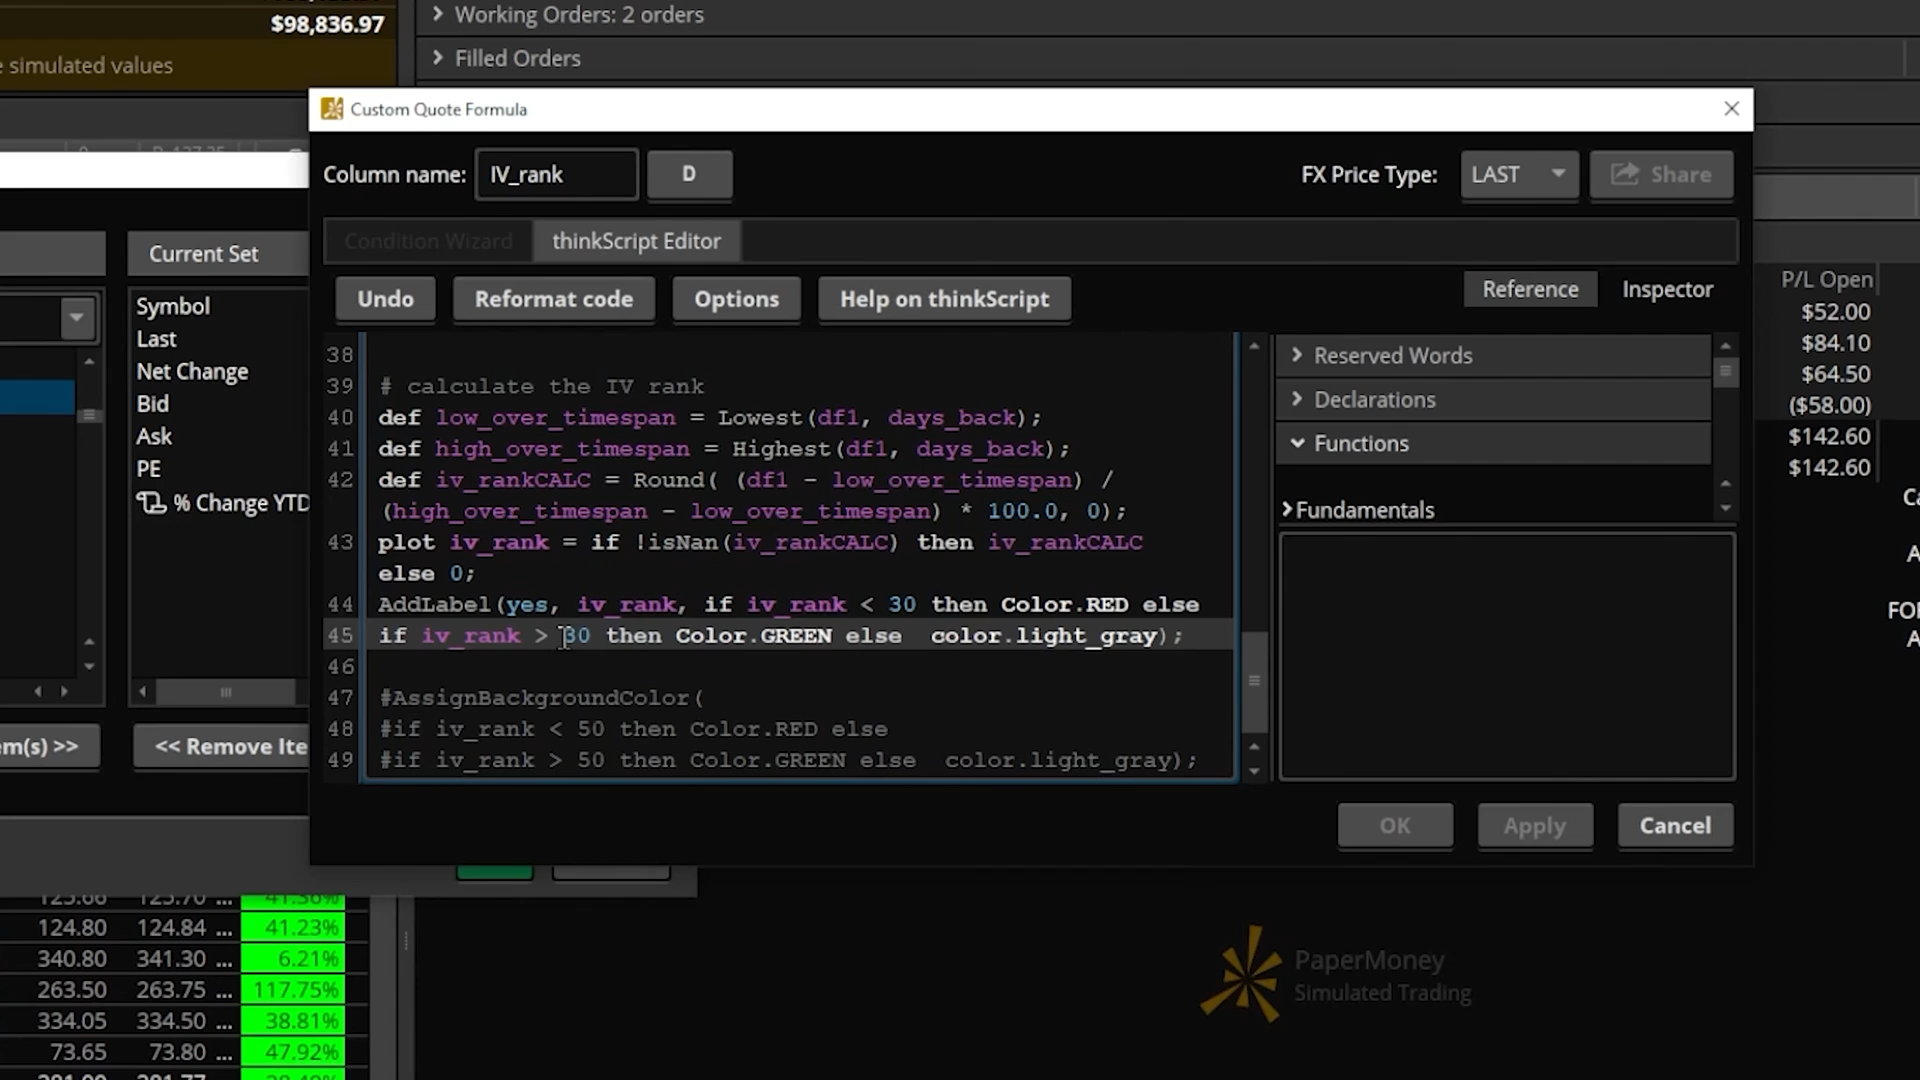 $98,836.97
e simulated values
Working Orders: 2 orders
Filled Orders
Custom Quote Formula
Column name:
IV_rank
D
FX Price Type:
LAST
Share
Condition Wizard
thinkScript Editor
Undo
Reformat code
Options
Help on thinkScript
Reference
Inspector
Current Set
Symbol
Last
Net Change
Bid
Ask
PE
% Change YTD
38
39 # calculate the IV rank
40 def low_over_timespan = Lowest(df1, days_back);
41 def high_over_timespan = Highest(df1, days_back);
42 def iv_rankCALC = Round( (df1 - low_over_timespan) /
(high_over_timespan - low_over_timespan) * 100.0, 0);
43 plot iv_rank = if !isNan(iv_rankCALC) then iv_rankCALC
else 0;
44 AddLabel(yes, iv_rank, if iv_rank < 30 then Color.RED else
45 if iv_rank > 30 then Color.GREEN else  color.light_gray);
46
47 #AssignBackgroundColor(
48 #if iv_rank < 50 then Color.RED else
49 #if iv_rank > 50 then Color.GREEN else  color.light_gray);
Reserved Words
Declarations
Functions
Fundamentals
P/L Open
$52.00
$84.10
$64.50
($58.00)
$142.60
$142.60
Ca
A
FO
A
em(s) >>
<< Remove Ite
OK
Apply
Cancel
124.80 124.84 ... 41.23%
340.80 341.30 ... 6.21%
263.50 263.75 ... 117.75%
334.05 334.50 ... 38.81%
73.65 73.80 ... 47.92%
PaperMoney
Simulated Trading